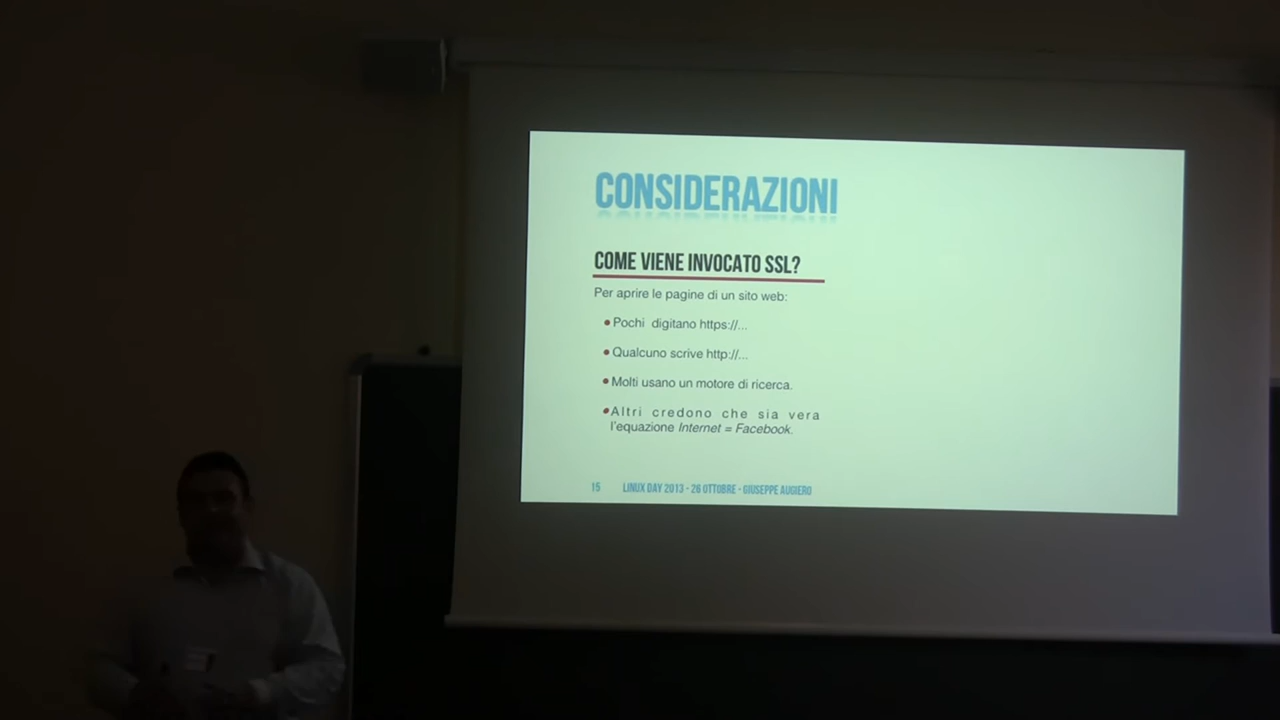 CONSIDERAZIONI
COME VIENE INVOCATO SSL?
Per aprire le pagine di un sito web:
•Pochi digitano https://...
•Qualcuno scrive http://...
•Molti usano un motore di ricerca.
•Altri credono che sia vera
l'equazione Internet = Facebook.
15 LINUX DAY 2013 - 26 OTTOBRE - GIUSEPPE AUGIERO